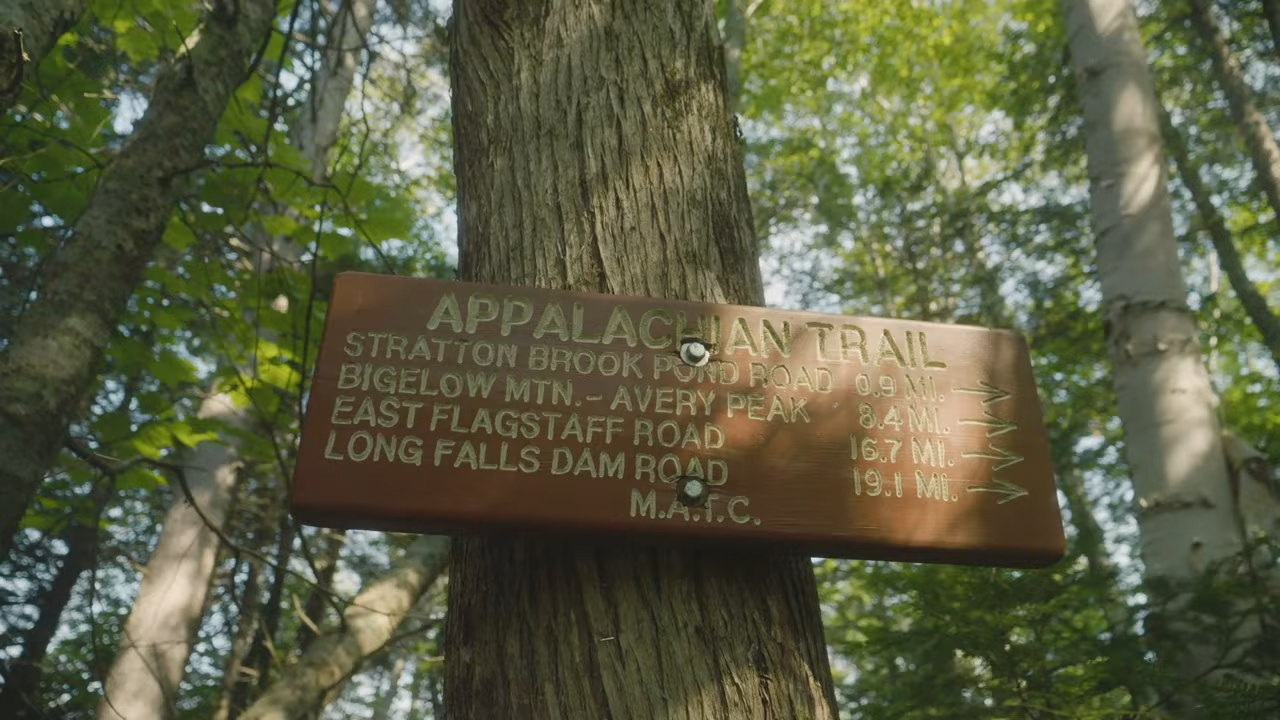 APPALACHIAN TRAIL
STRATTON BROOK POND ROAD 0.9 MI. →
BIGELOW MTN. – AVERY PEAK 8.4 MI. →
EAST FLAGSTAFF ROAD 16.7 MI. →
LONG FALLS DAM ROAD 19.1 MI. →
M.A.T.C.